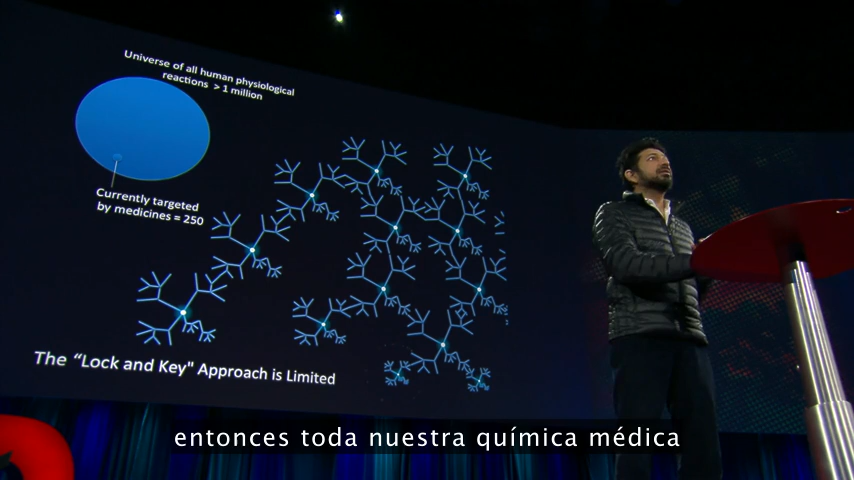 Universe of all human physiological
reactions > 1 million
Currently targeted
by medicines = 250
The “Lock and Key" Approach is Limited
entonces toda nuestra química médica